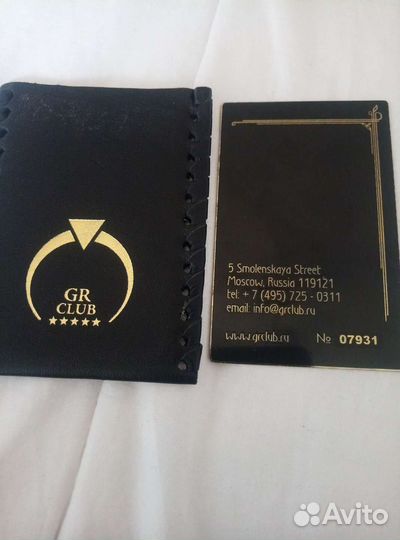 GR
CLUB
5 Smolenskaya Street
Moscow, Russia 119121
tel: + 7 (495) 725 - 0311
email: info@grclub.ru
www.grclub.ru № 07931
Avito